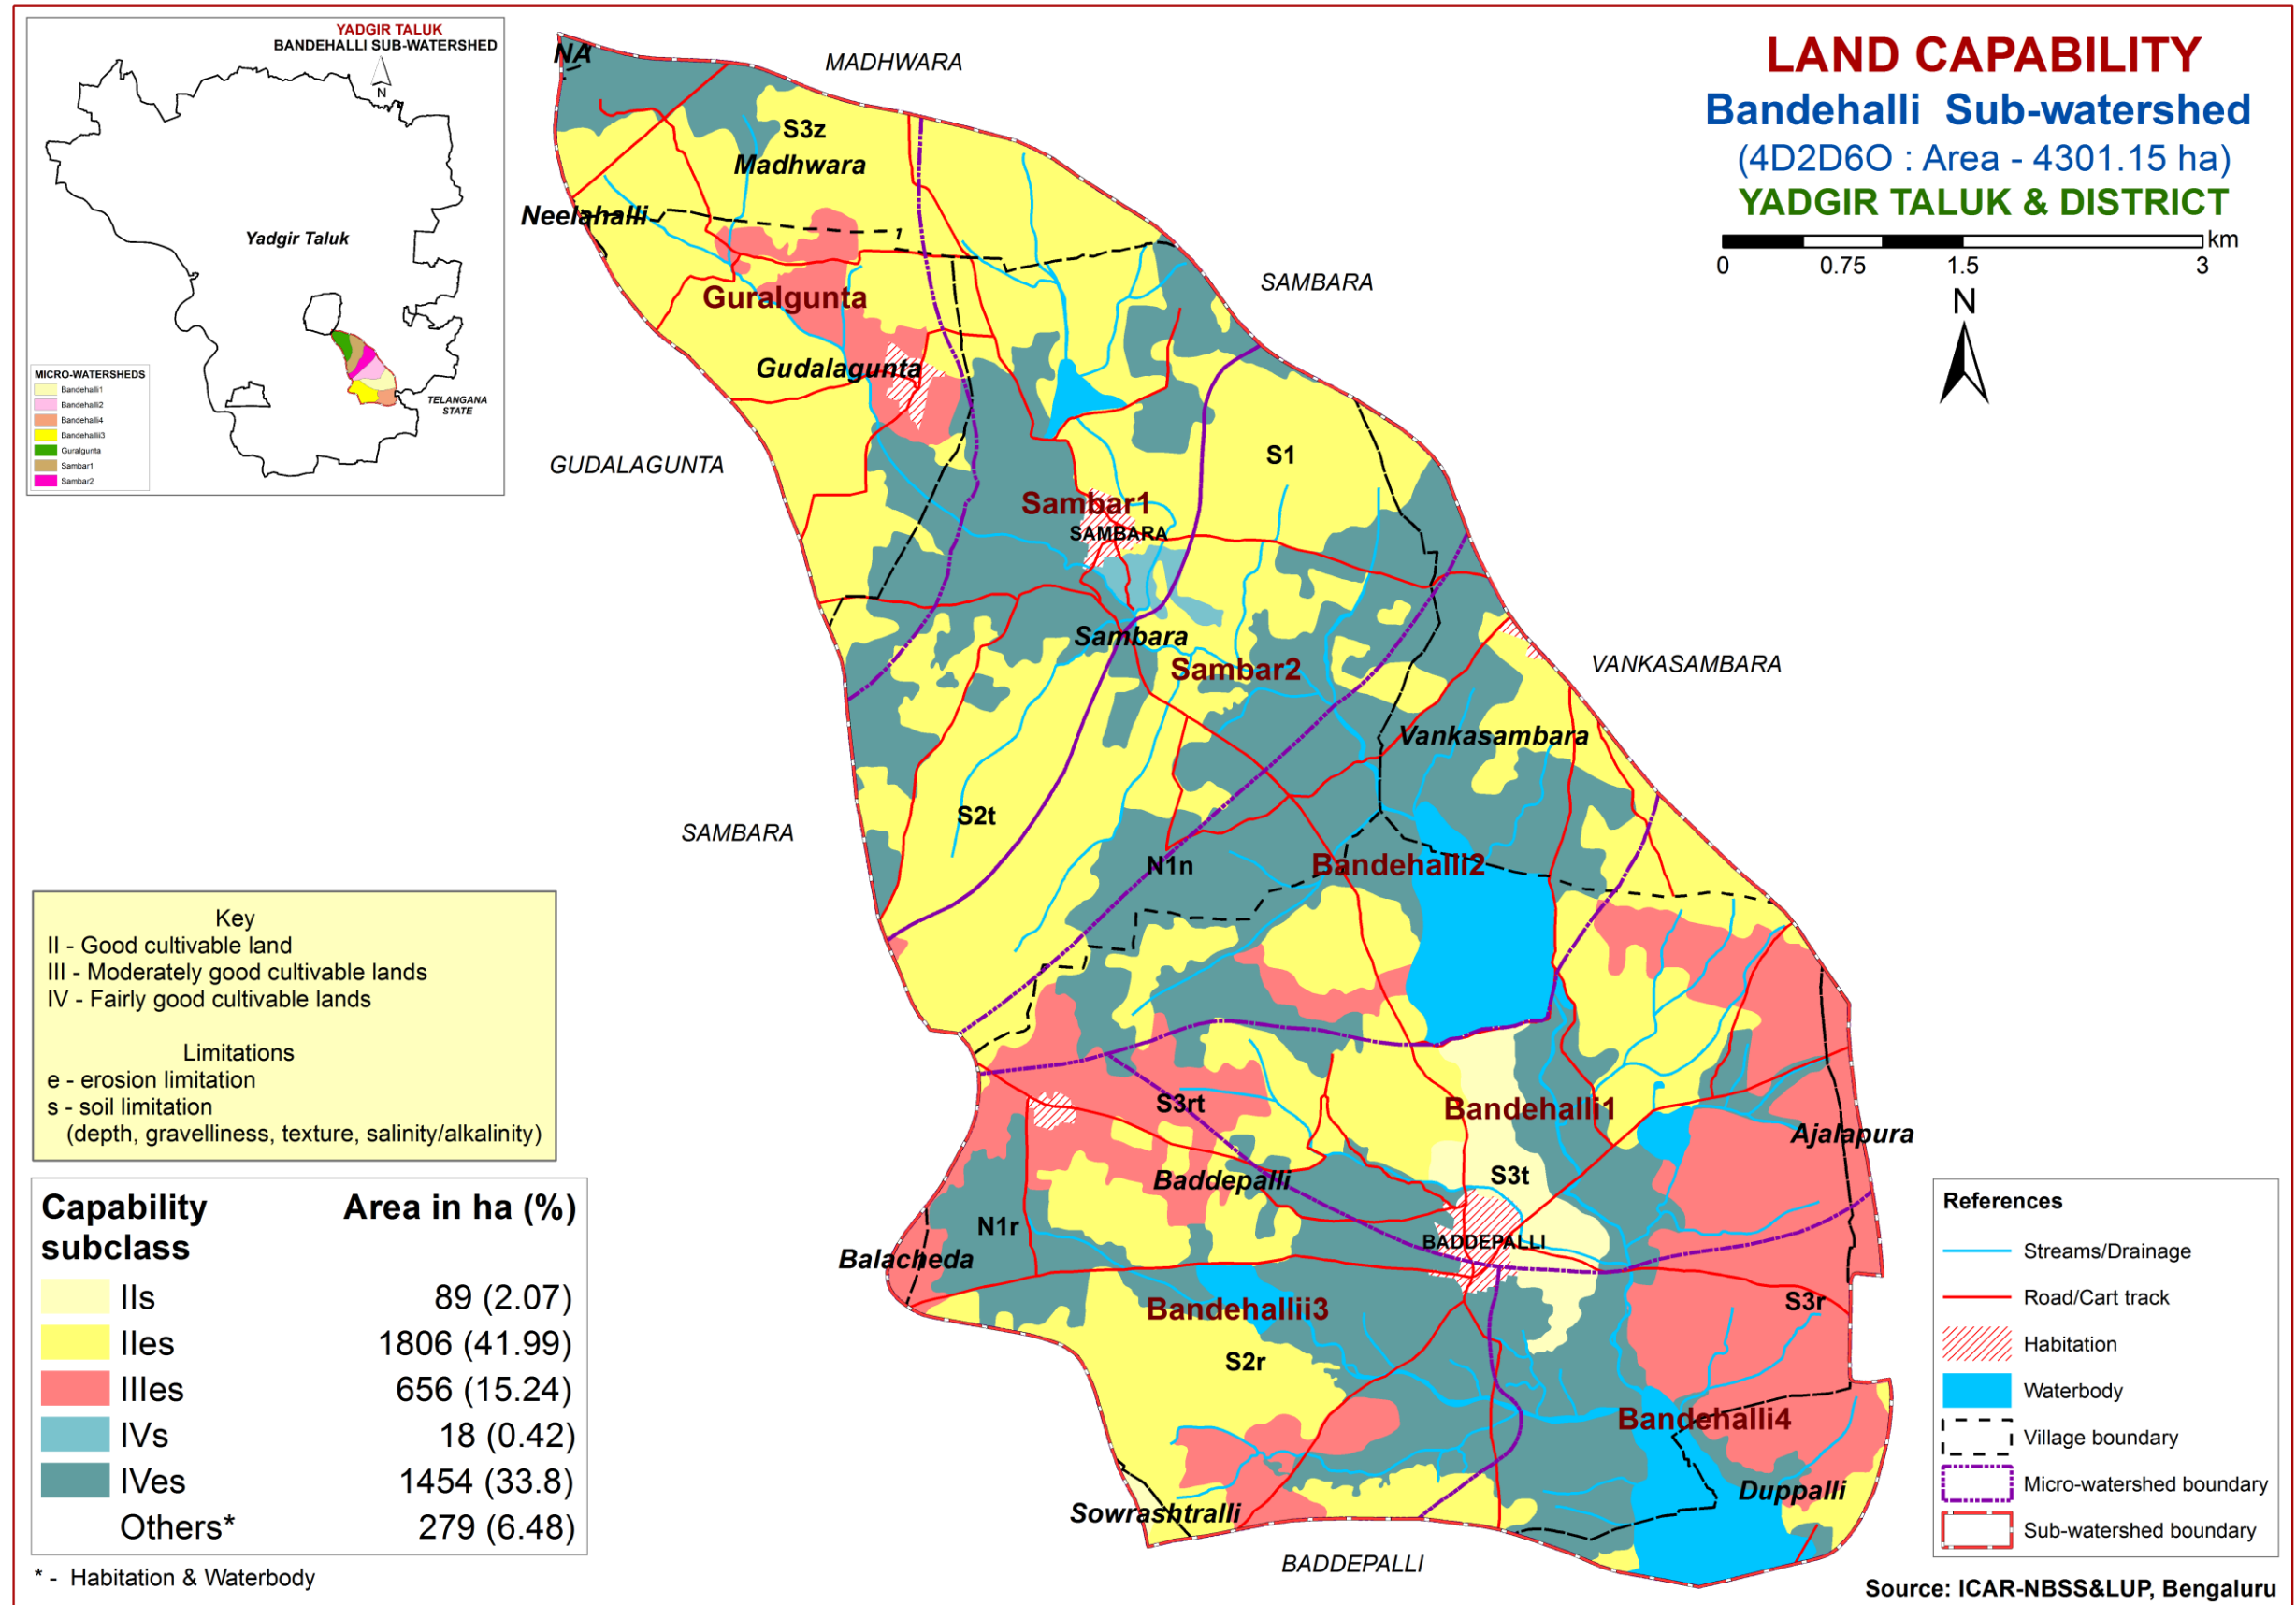 YADGIR TALUK
BANDEHALLI SUB-WATERSHED
N
Yadgir Taluk
TELANGANA
STATE
MICRO-WATERSHEDS
Bandehalli1
Bandehalli2
Bandehalli4
Bandehallii3
Guralgunta
Sambar1
Sambar2
LAND CAPABILITY
Bandehalli Sub-watershed
(4D2D6O : Area - 4301.15 ha)
YADGIR TALUK & DISTRICT
km
0 0.75 1.5 3
N
NA
MADHWARA
S3z
Madhwara
Neelahalli
SAMBARA
Guralgunta
Gudalagunta
GUDALAGUNTA
S1
Sambar1
SAMBARA
Sambara
Sambar2
VANKASAMBARA
Vankasambara
S2t
SAMBARA
N1n
Bandehalli2
S3rt
Bandehalli1
Ajalapura
Baddepalli
S3t
N1r
BADDEPALLI
Balacheda
Bandehallii3
S3r
S2r
Bandehalli4
Duppalli
Sowrashtralli
BADDEPALLI
Key
II - Good cultivable land
III - Moderately good cultivable lands
IV - Fairly good cultivable lands
Limitations
e - erosion limitation
s - soil limitation
(depth, gravelliness, texture, salinity/alkalinity)
Capability subclass Area in ha (%)
IIs 89 (2.07)
IIes 1806 (41.99)
IIIes 656 (15.24)
IVs 18 (0.42)
IVes 1454 (33.8)
Others* 279 (6.48)
* - Habitation & Waterbody
References
Streams/Drainage
Road/Cart track
Habitation
Waterbody
Village boundary
Micro-watershed boundary
Sub-watershed boundary
Source: ICAR-NBSS&LUP, Bengaluru